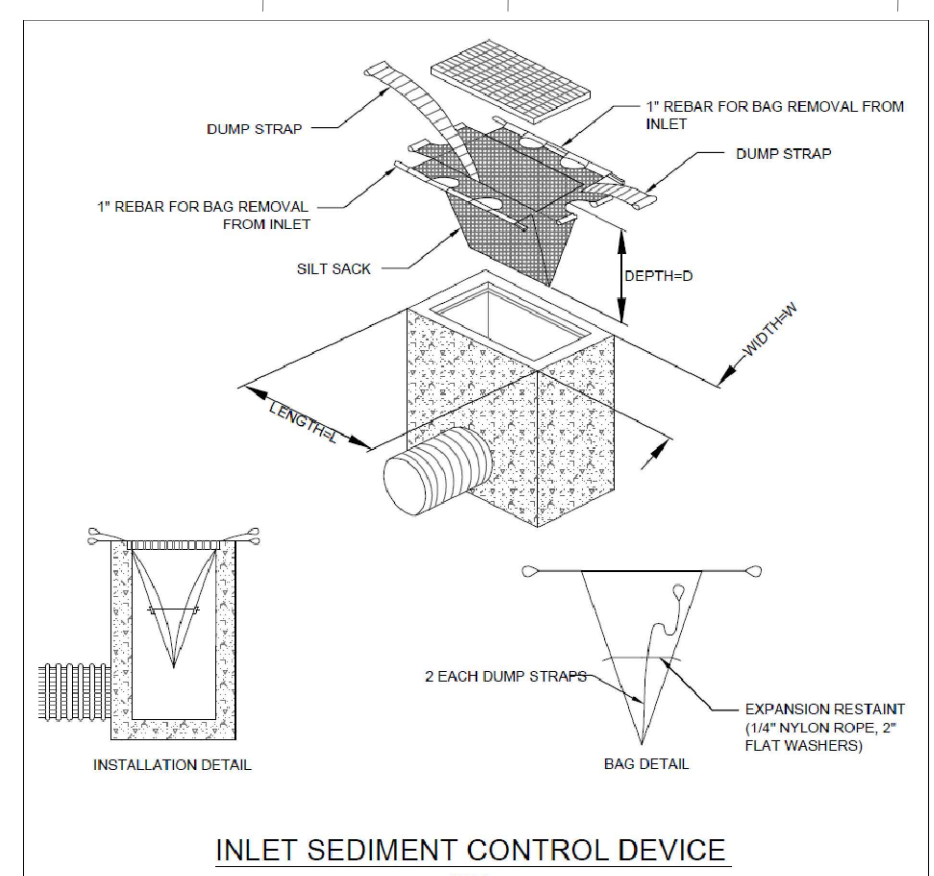 DUMP STRAP
1" REBAR FOR BAG REMOVAL FROM
INLET
DUMP STRAP
1" REBAR FOR BAG REMOVAL
FROM INLET
SILT SACK
DEPTH=D
WIDTH=W
LENGTH=L
2 EACH DUMP STRAPS
EXPANSION RESTAINT
(1/4" NYLON ROPE, 2"
FLAT WASHERS)
INSTALLATION DETAIL
BAG DETAIL
INLET SEDIMENT CONTROL DEVICE